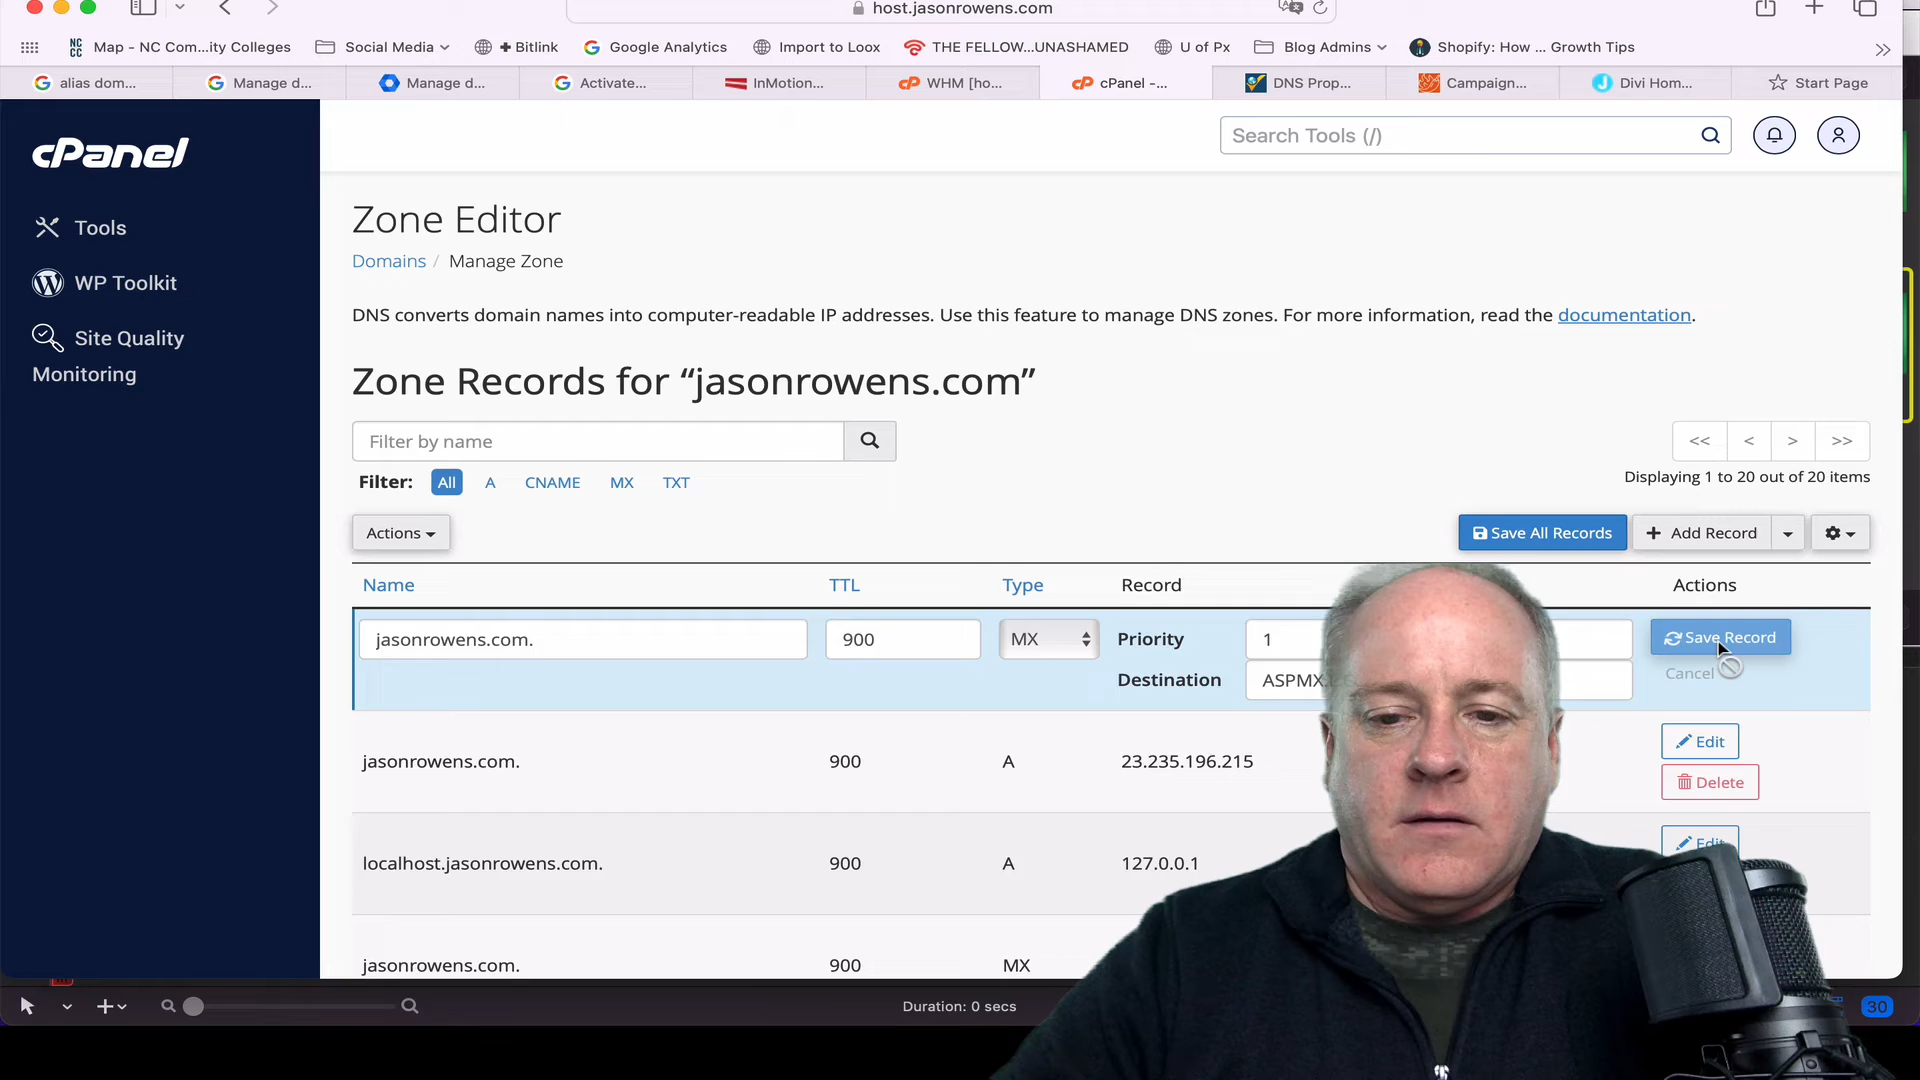 host.jasonrowens.com
Map - NC Com...ity Colleges
Social Media
+ Bitlink
Google Analytics
Import to Loox
THE FELLOW...UNASHAMED
U of Px
Blog Admins
Shopify: How ... Growth Tips
alias dom...
Manage d...
Manage d...
Activate...
InMotion...
WHM [ho...
cPanel -...
DNS Prop...
Campaign...
Divi Hom...
Start Page
cPanel
Search Tools (/)
Tools
WP Toolkit
Site Quality
Monitoring
Zone Editor
Domains / Manage Zone
DNS converts domain names into computer-readable IP addresses. Use this feature to manage DNS zones. For more information, read the documentation.
Zone Records for “jasonrowens.com”
Filter by name
<< < > >>
Filter: All A CNAME MX TXT
Displaying 1 to 20 out of 20 items
Actions
Save All Records
+ Add Record
Name TTL Type Record Actions
jasonrowens.com. 900 MX Priority 1 Save Record
Destination ASPMX. Cancel
jasonrowens.com. 900 A 23.235.196.215 Edit
Delete
localhost.jasonrowens.com. 900 A 127.0.0.1 Edit
jasonrowens.com. 900 MX
Duration: 0 secs
30